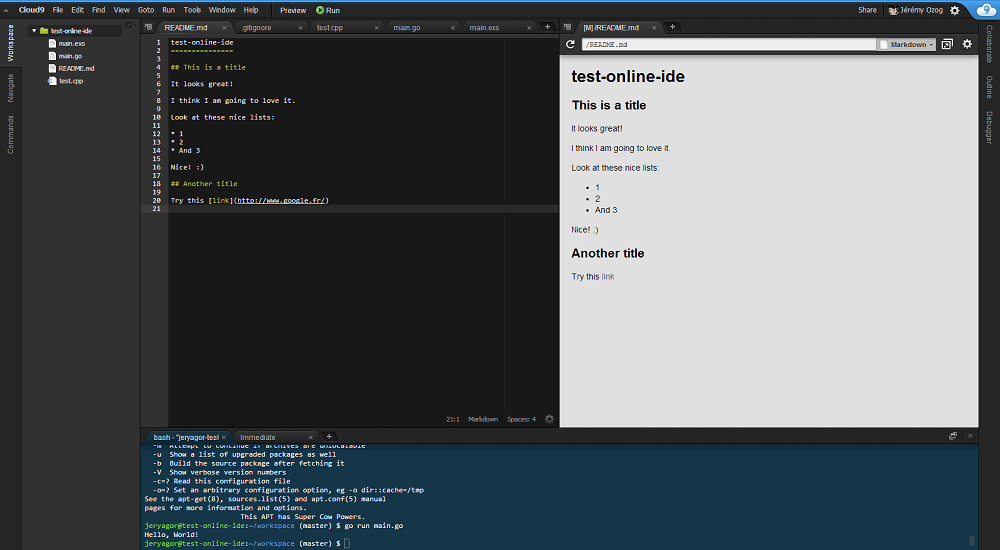 Cloud9 File Edit Find View Goto Run Tools Window Help Preview Run Share Jérémy Ozog
Workspace
Navigate
Commands
test-online-ide
main.exs
main.go
README.md
test.cpp
README.md × .gitignore × test.cpp × main.go × main.exs × +
1 test-online-ide
2 ===============
3
4 ## This is a title
5
6 It looks great!
7
8 I think I am going to love it.
9
10 Look at these nice lists:
11
12 * 1
13 * 2
14 * And 3
15
16 Nice! :)
17
18 ## Another title
19
20 Try this [link](http://www.google.fr/)
21
21:1 Markdown Spaces: 4
[M] /README.md × +
/README.md Markdown
test-online-ide
This is a title
It looks great!
I think I am going to love it.
Look at these nice lists:
• 1
• 2
• And 3
Nice! :)
Another title
Try this link
Collaborate
Outline
Debugger
bash - "jeryagor-test × Immediate × +
-m Attempt to continue if archives are unlocatable
-u Show a list of upgraded packages as well
-b Build the source package after fetching it
-V Show verbose version numbers
-c=? Read this configuration file
-o=? Set an arbitrary configuration option, eg -o dir::cache=/tmp
See the apt-get(8), sources.list(5) and apt.conf(5) manual
pages for more information and options.
This APT has Super Cow Powers.
jeryagor@test-online-ide:~/workspace (master) $ go run main.go
Hello, World!
jeryagor@test-online-ide:~/workspace (master) $